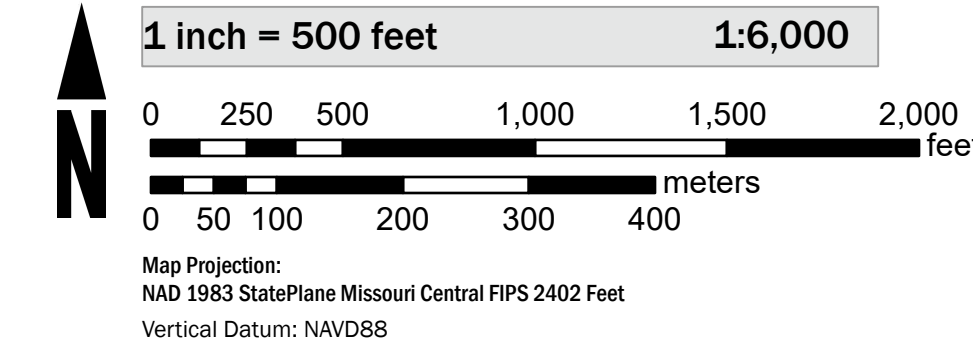 1 inch = 500 feet 1:6,000
0 250 500 1,000 1,500 2,000
feet
meters
0 50 100 200 300 400
N
Map Projection:
NAD 1983 StatePlane Missouri Central FIPS 2402 Feet
Vertical Datum: NAVD88